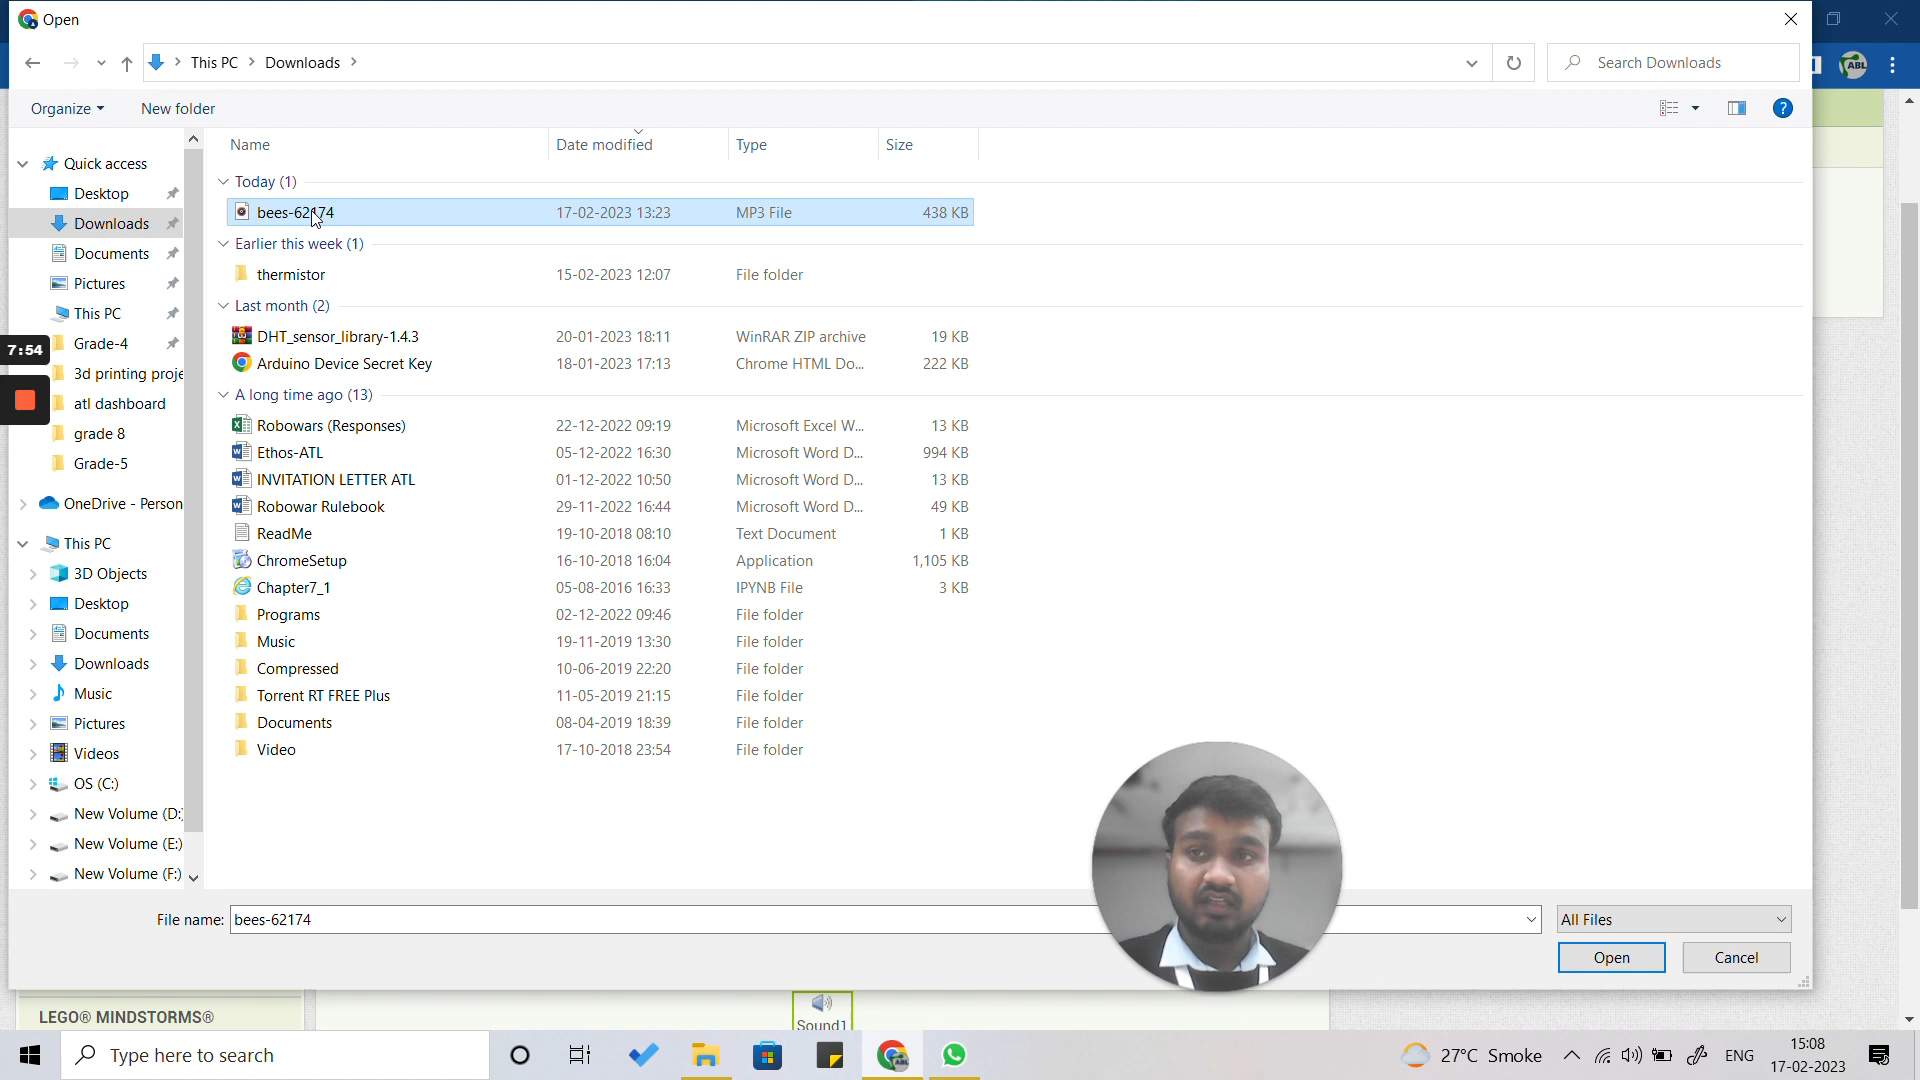 Open
This PC > Downloads >
Search Downloads
Organize New folder
Name Date modified Type Size
Quick access
Desktop
Downloads
Documents
Pictures
This PC
Grade-4
3d printing proje
atl dashboard
grade 8
Grade-5
OneDrive - Person
This PC
3D Objects
Desktop
Documents
Downloads
Music
Pictures
Videos
OS (C:)
New Volume (D:)
New Volume (E:)
New Volume (F:)
7:54
Today (1)
bees-62174 17-02-2023 13:23 MP3 File 438 KB
Earlier this week (1)
thermistor 15-02-2023 12:07 File folder
Last month (2)
DHT_sensor_library-1.4.3 20-01-2023 18:11 WinRAR ZIP archive 19 KB
Arduino Device Secret Key 18-01-2023 17:13 Chrome HTML Do... 222 KB
A long time ago (13)
Robowars (Responses) 22-12-2022 09:19 Microsoft Excel W... 13 KB
Ethos-ATL 05-12-2022 16:30 Microsoft Word D... 994 KB
INVITATION LETTER ATL 01-12-2022 10:50 Microsoft Word D... 13 KB
Robowar Rulebook 29-11-2022 16:44 Microsoft Word D... 49 KB
ReadMe 19-10-2018 08:10 Text Document 1 KB
ChromeSetup 16-10-2018 16:04 Application 1,105 KB
Chapter7_1 05-08-2016 16:33 IPYNB File 3 KB
Programs 02-12-2022 09:46 File folder
Music 19-11-2019 13:30 File folder
Compressed 10-06-2019 22:20 File folder
Torrent RT FREE Plus 11-05-2019 21:15 File folder
Documents 08-04-2019 18:39 File folder
Video 17-10-2018 23:54 File folder
File name: bees-62174
All Files
Open Cancel
LEGO® MINDSTORMS®
Sound1
Type here to search
27°C Smoke
ENG
15:08
17-02-2023
ABL